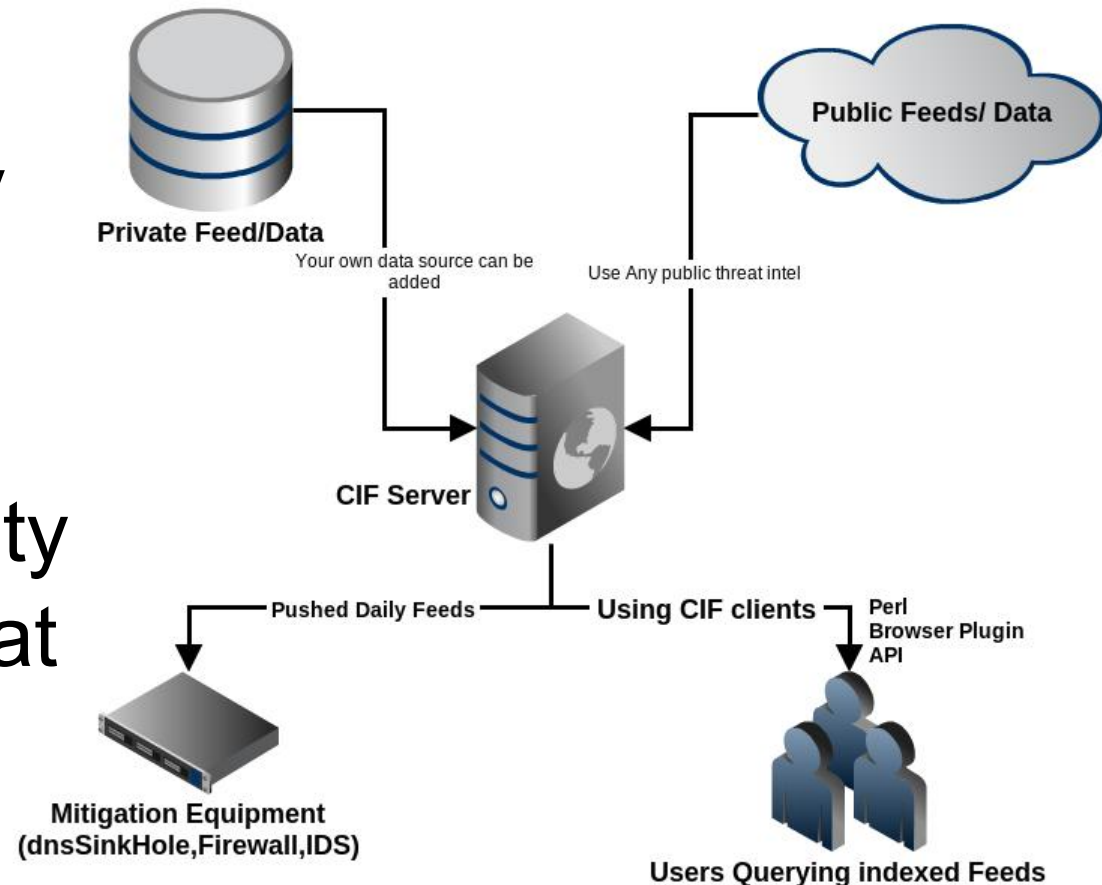 Public Feeds/ Data
Private Feed/Data
Your own data source can be
added
Use Any public threat intel
CIF Server
ty
at
Pushed Daily Feeds
Using CIF clients
Perl
Browser Plugin
API
Mitigation Equipment
(dnsSinkHole,Firewall,IDS)
Users Querying indexed Feeds